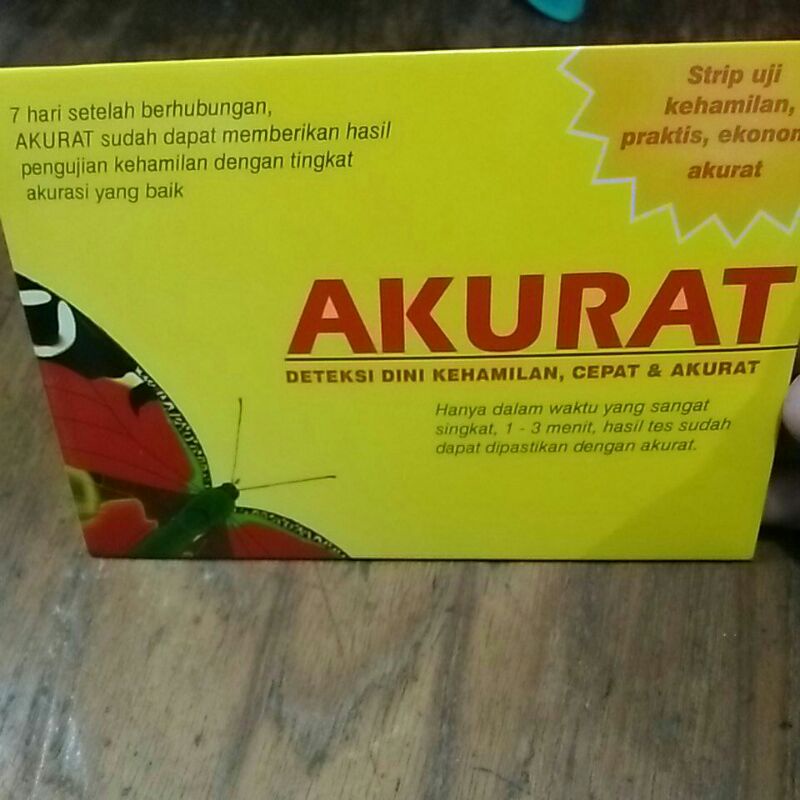 7 hari setelah berhubungan,
AKURAT sudah dapat memberikan hasil
pengujian kehamilan dengan tingkat
akurasi yang baik
Strip uji
kehamilan,
praktis, ekonom
akurat
AKURAT
DETEKSI DINI KEHAMILAN, CEPAT & AKURAT
Hanya dalam waktu yang sangat
singkat, 1 - 3 menit, hasil tes sudah
dapat dipastikan dengan akurat.